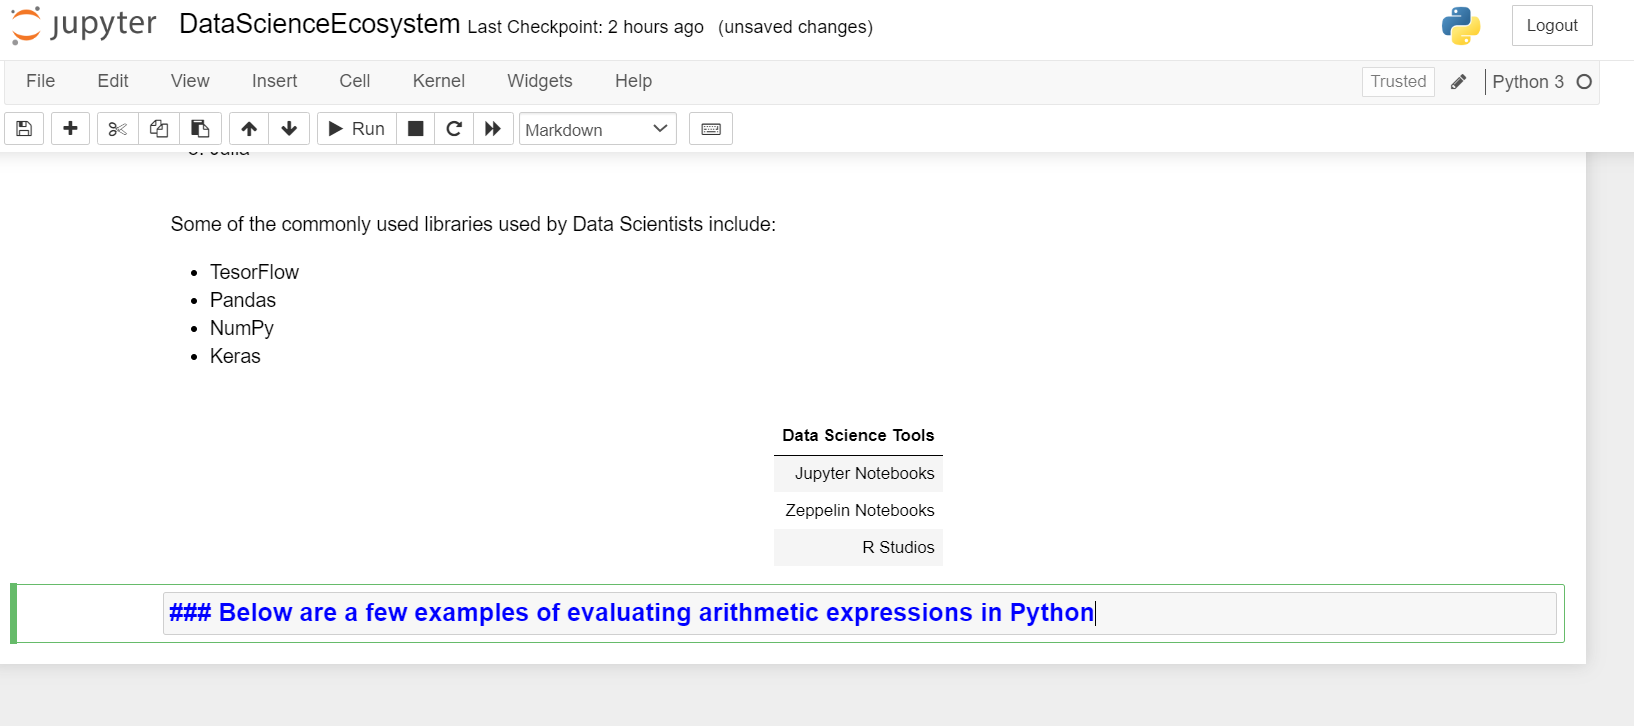 jupyter DataScienceEcosystem Last Checkpoint: 2 hours ago (unsaved changes) Logout
File Edit View Insert Cell Kernel Widgets Help Trusted Python 3
Run Markdown
Some of the commonly used libraries used by Data Scientists include:
• TesorFlow
• Pandas
• NumPy
• Keras
Data Science Tools
Jupyter Notebooks
Zeppelin Notebooks
R Studios
### Below are a few examples of evaluating arithmetic expressions in Python